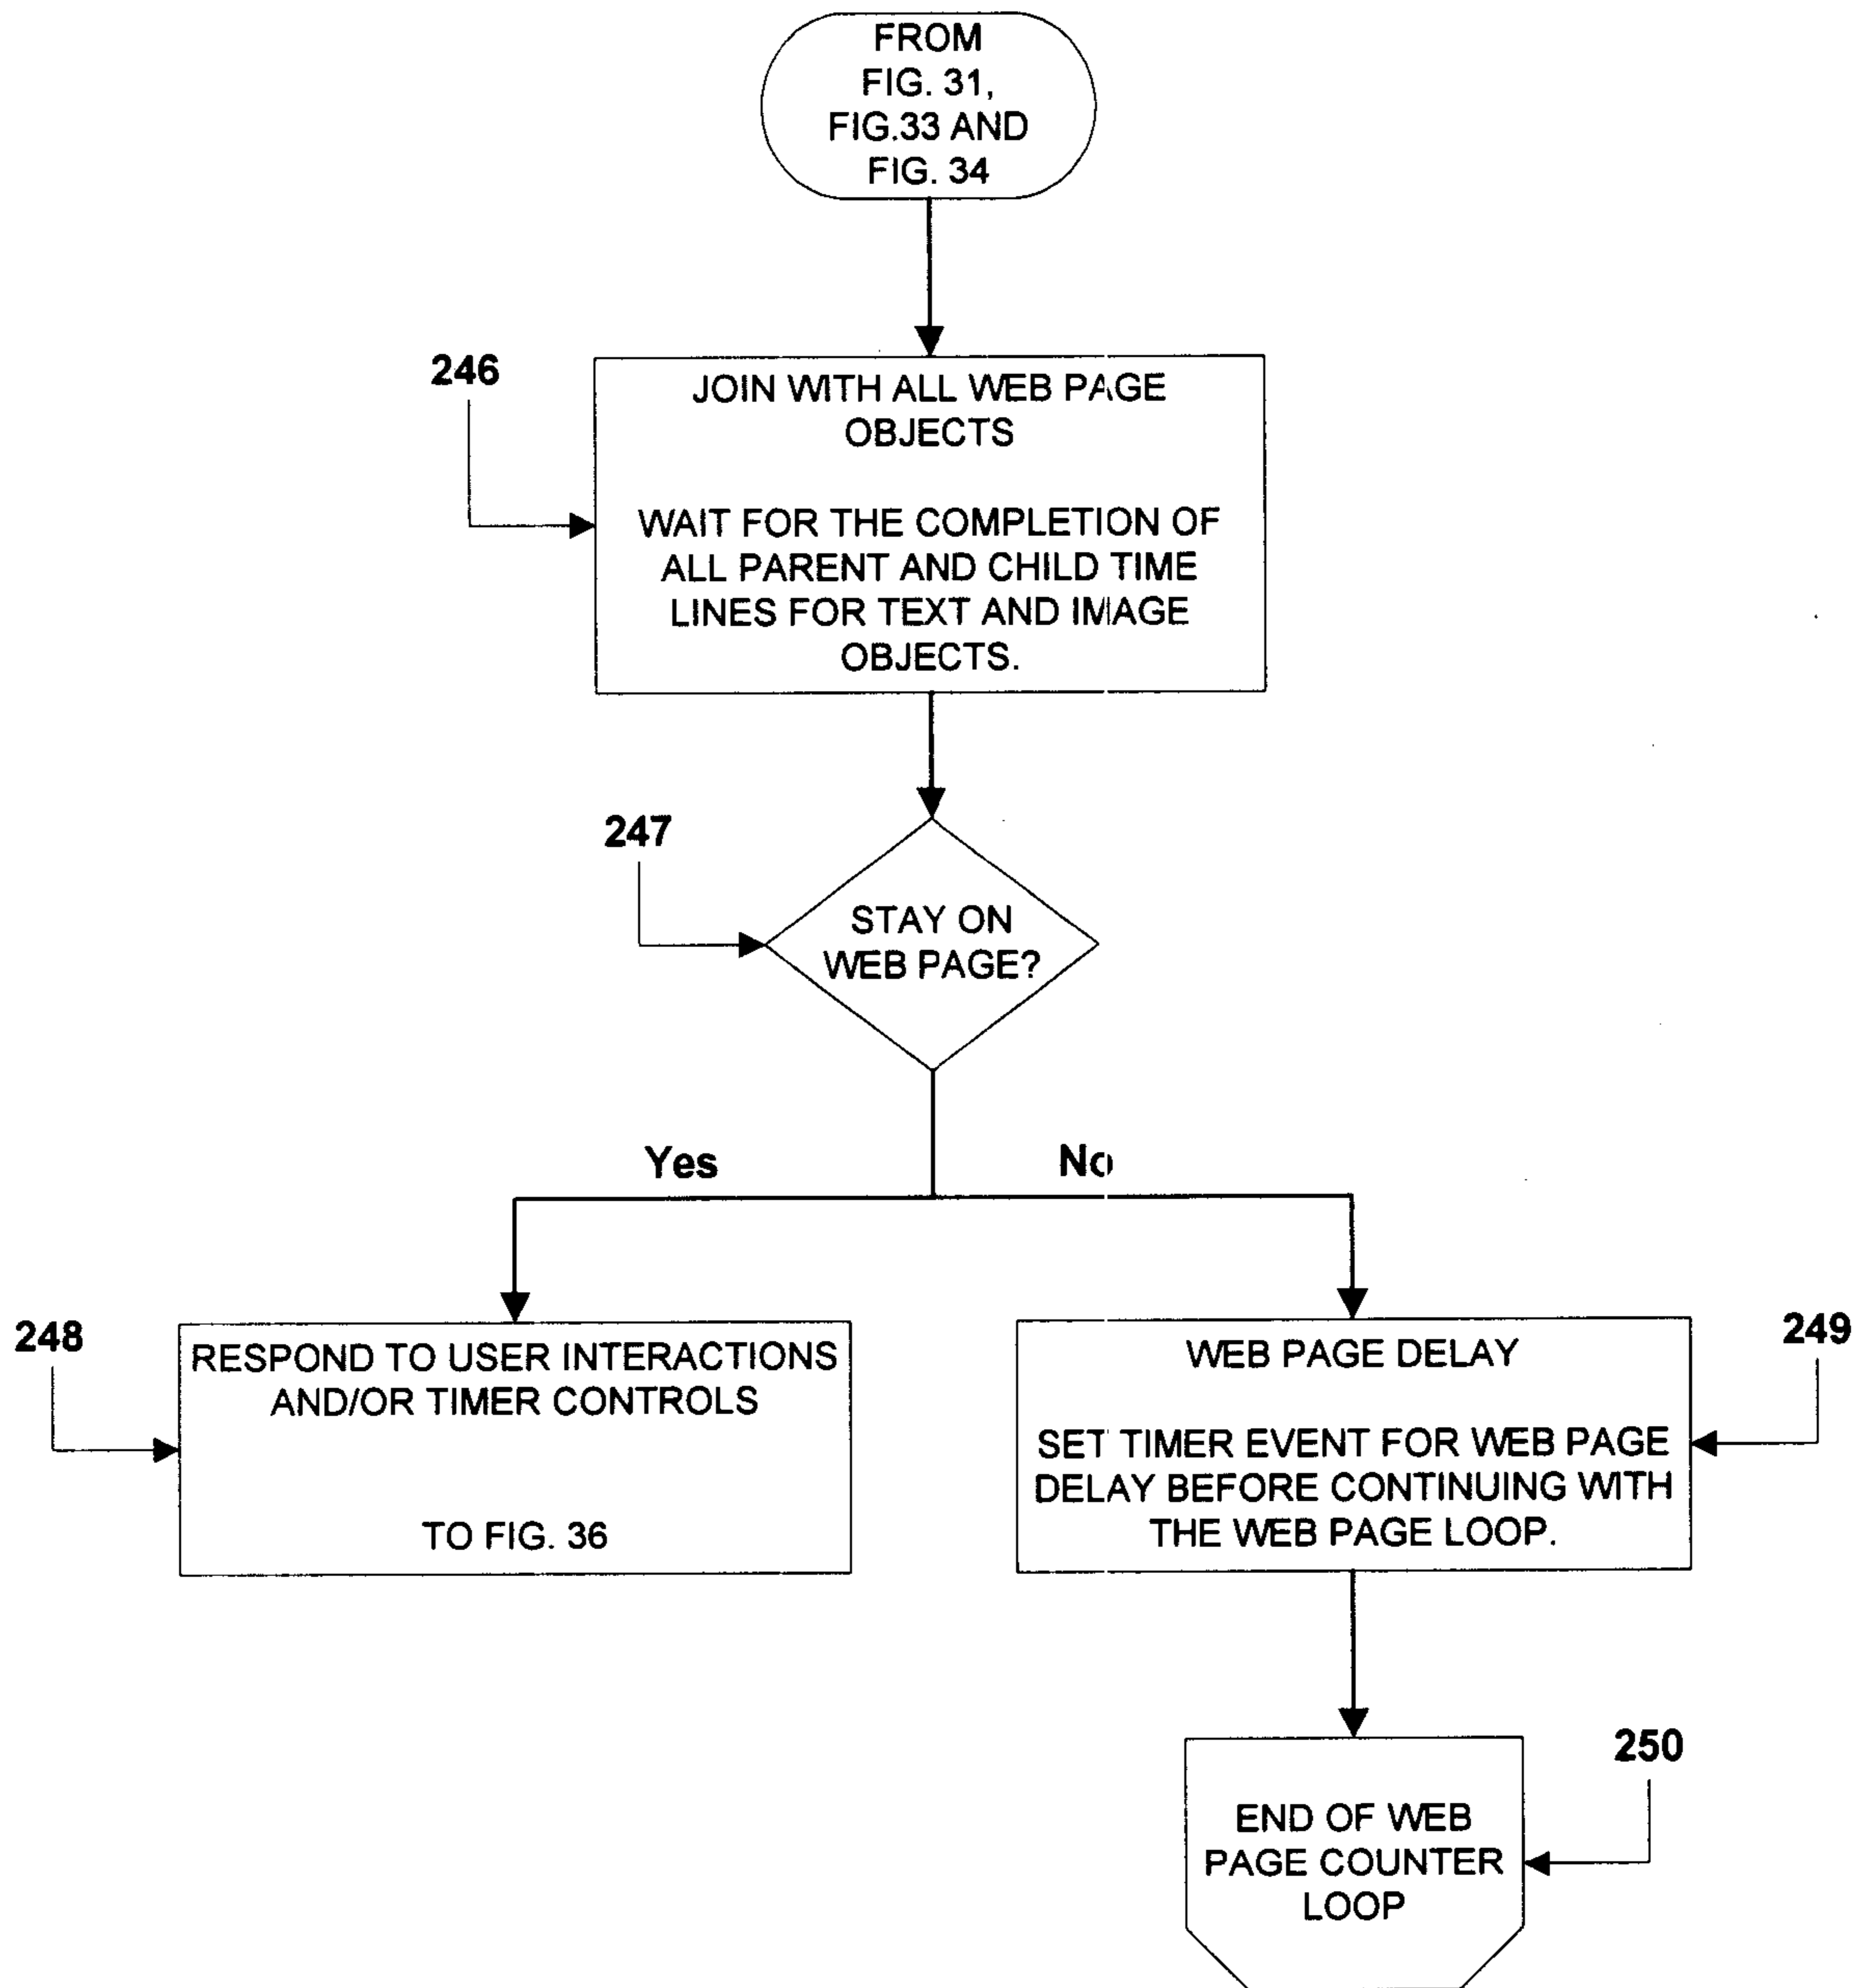 FROM
FIG. 31,
FIG.33 AND
FIG. 34
246
JOIN WITH ALL WEB PAGE
OBJECTS
WAIT FOR THE COMPLETION OF
ALL PARENT AND CHILD TIME
LINES FOR TEXT AND IMAGE
OBJECTS.
247
STAY ON
WEB PAGE?
Yes
No
248
RESPOND TO USER INTERACTIONS
AND/OR TIMER CONTROLS
TO FIG. 36
WEB PAGE DELAY
SET TIMER EVENT FOR WEB PAGE
DELAY BEFORE CONTINUING WITH
THE WEB PAGE LOOP.
249
250
END OF WEB
PAGE COUNTER
LOOP